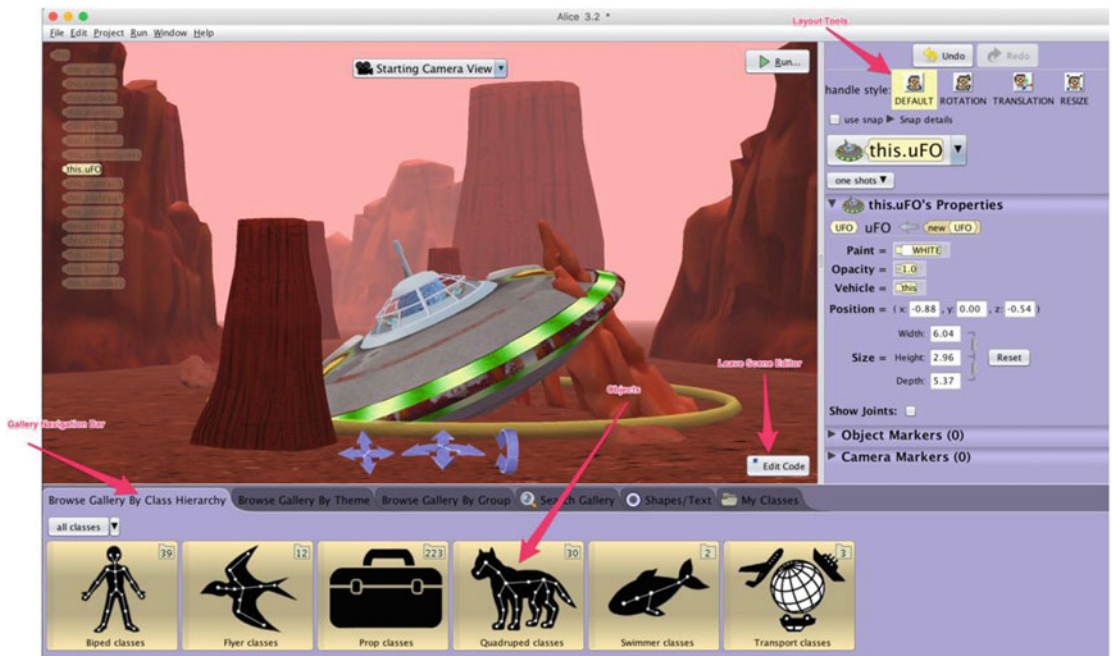 Alice 3.2 *
File Edit Project Run Window Help
Layout Tools
Starting Camera View
Run...
Undo
Redo
handle style:
DEFAULT ROTATION TRANSLATION RESIZE
use snap Snap details
this.uFO
this.uFO
one shots
this.uFO's Properties
UFO uFO new UFO
Paint = WHITE
Opacity = 1.0
Vehicle = this
Position = ( x: -0.88 , y: 0.00 , z: -0.54 )
Width: 6.04
Size = Height: 2.96 Reset
Depth: 5.37
Show Joints:
Object Markers (0)
Camera Markers (0)
Leave Scene Editor
Objects
Gallery Navigation Bar
Edit Code
Browse Gallery By Class Hierarchy Browse Gallery By Theme Browse Gallery By Group Search Gallery Shapes/Text My Classes
all classes
39 12 223 30 2 3
Biped classes Flyer classes Prop classes Quadruped classes Swimmer classes Transport classes